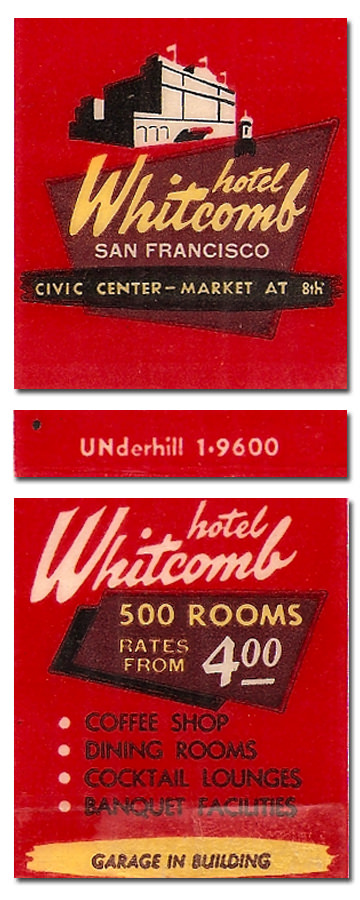 hotel
Whitcomb
SAN FRANCISCO
CIVIC CENTER - MARKET AT 8th
UNderhill 1-9600
hotel
Whitcomb
500 ROOMS
RATES
FROM 4.00
• COFFEE SHOP
• DINING ROOMS
• COCKTAIL LOUNGES
• BANQUET FACILITIES
GARAGE IN BUILDING